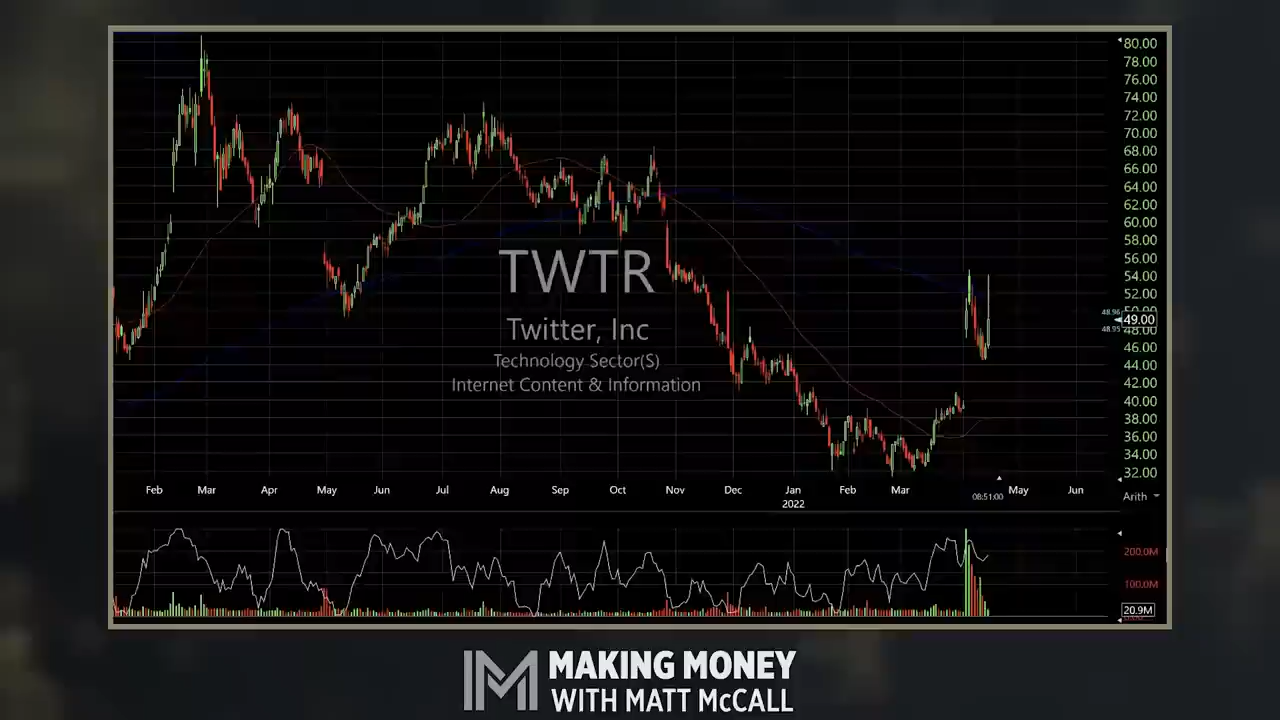 80.00
78.00
76.00
74.00
72.00
70.00
68.00
66.00
64.00
62.00
60.00
58.00
56.00
54.00
52.00
48.96
49.00
48.95
46.00
44.00
42.00
40.00
38.00
36.00
34.00
32.00
TWTR
Twitter, Inc
Technology Sector(S)
Internet Content & Information
Feb Mar Apr May Jun Jul Aug Sep Oct Nov Dec Jan Feb Mar May Jun
2022
08:51:00
Arith
200.0M
100.0M
20.9M
MAKING MONEY
WITH MATT McCALL